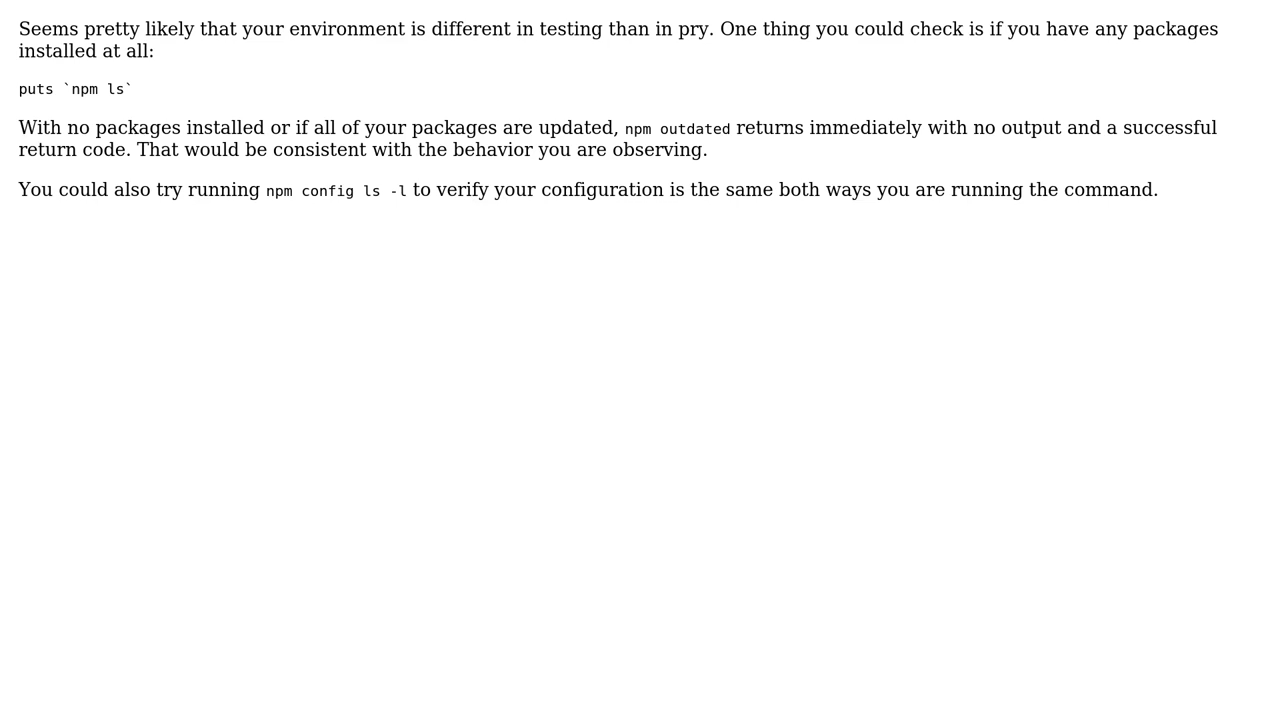 Seems pretty likely that your environment is different in testing than in pry. One thing you could check is if you have any packages
installed at all:
puts `npm ls`
With no packages installed or if all of your packages are updated, npm outdated returns immediately with no output and a successful
return code. That would be consistent with the behavior you are observing.
You could also try running npm config ls -l to verify your configuration is the same both ways you are running the command.